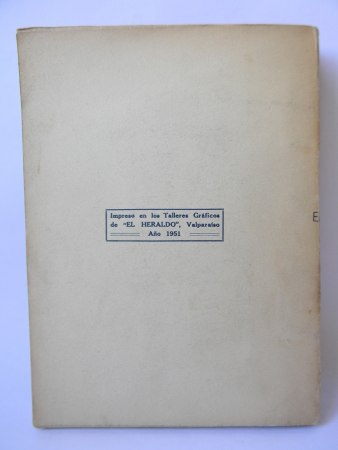 Impreso en los Talleres Gráficos
de "EL HERALDO", Valparaíso
Año 1951
E